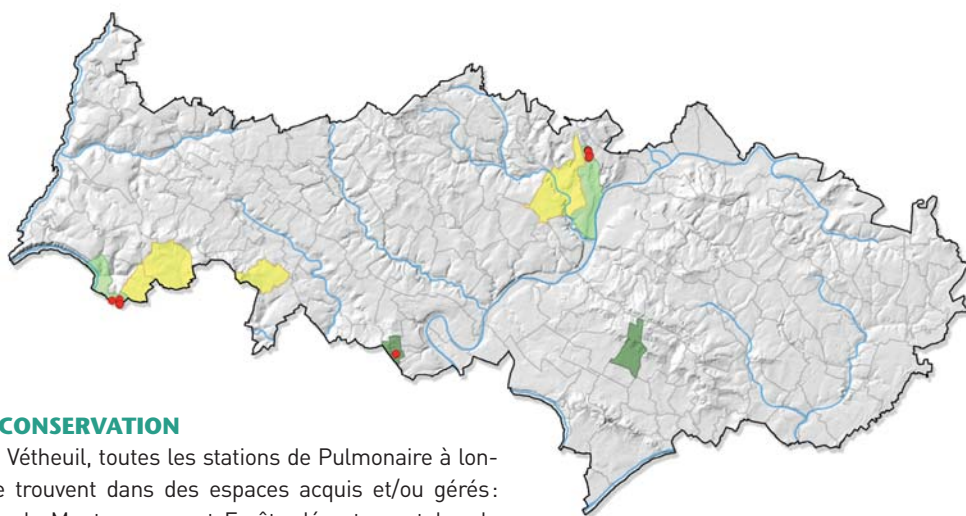 CONSERVATION
Vétheuil, toutes les stations de Pulmonaire à lon-
trouvent dans des espaces acquis et/ou gérés: